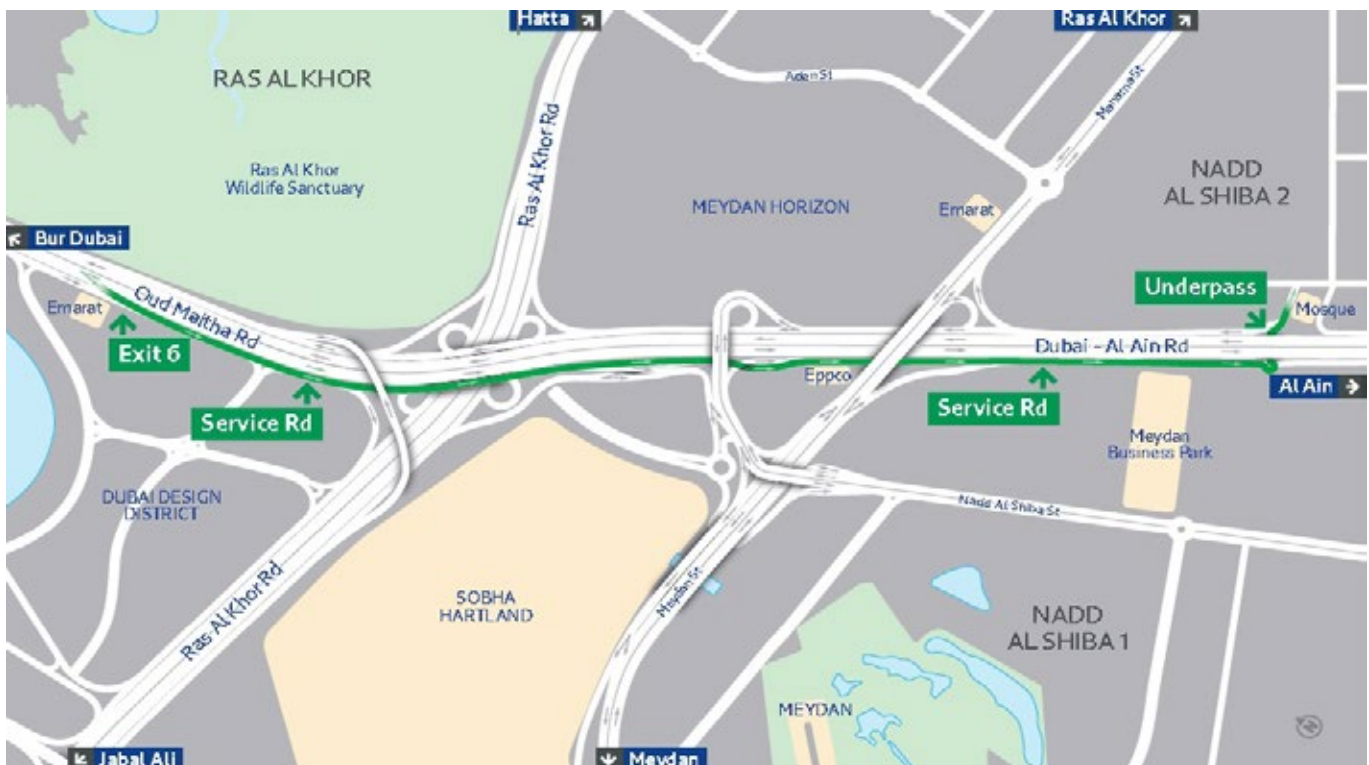 Hatta
Ras Al Khor
RAS AL KHOR
Aden St
Manama St
Ras Al Khor
Wildlife Sanctuary
Ras Al Khor Rd
NADD
AL SHIBA 2
MEYDAN HORIZON
Emarat
Bur Dubai
Oud Maitha Rd
Emarat
Underpass
Mosque
Exit 6
Dubai - Al Ain Rd
Eppco
Al Ain
Service Rd
Service Rd
Meydan
Business Park
DUBAI DESIGN
DISTRICT
Nadd Al Shiba St
Ras Al Khor Rd
SOBHA
HARTLAND
Meydan St
NADD
AL SHIBA 1
MEYDAN
Jabal Ali
Meydan